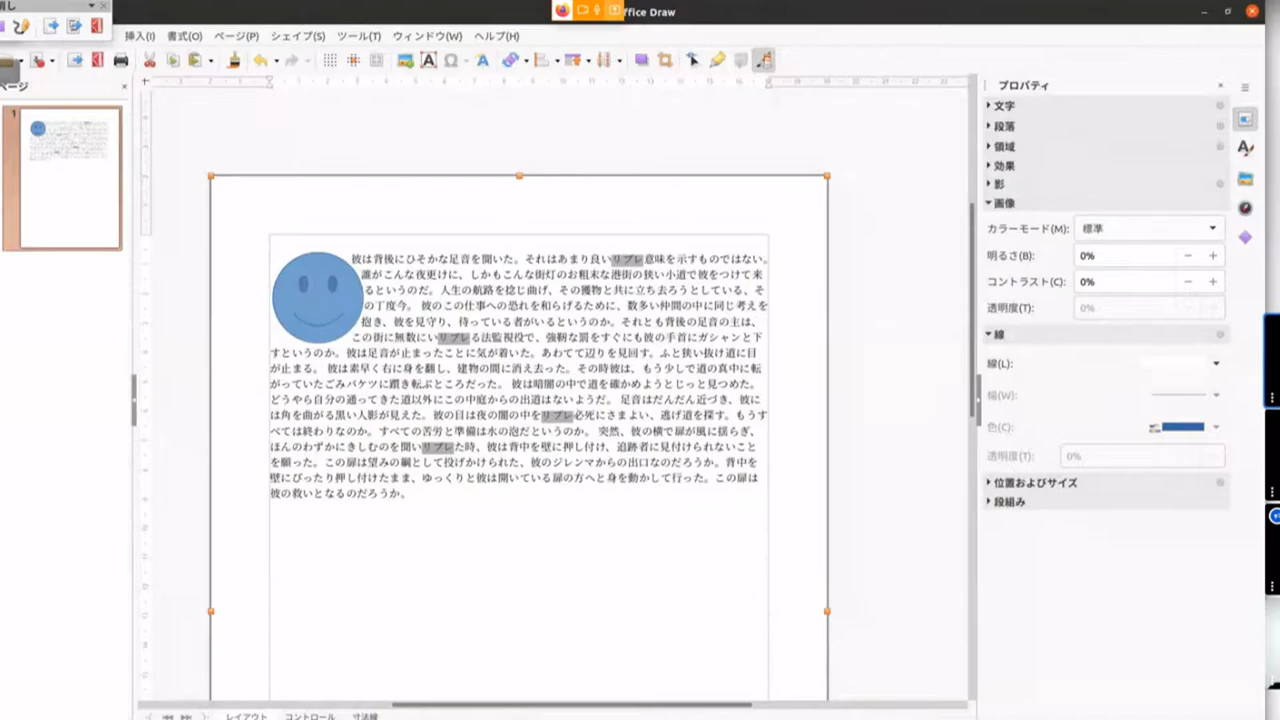 消し
ffice Draw
挿入(I) 書式(O) ページ(P) シェイプ(S) ツール(T) ウィンドウ(W) ヘルプ(H)
ページ
1
プロパティ
文字
段落
領域
効果
影
画像
カラーモード(M): 標準
明るさ(B): 0%
コントラスト(C): 0%
透明度(T): 0%
線
線(L):
幅(W):
色(C):
透明度(T): 0%
位置およびサイズ
段組み
彼は背後にひそかな足音を聞いた。それはあまり良いリブレ意味を示すものではない。
誰がこんな夜更けに、しかもこんな街灯のお粗末な港街の狭い小道で彼をつけて来
るというのだ。人生の航路を捻じ曲げ、その獲物と共に立ち去ろうとしている、そ
の丁度今。 彼のこの仕事への恐れを和らげるために、数多い仲間の中に同じ考えを
抱き、彼を見守り、待っている者がいるというのか。それとも背後の足音の主は、
この街に無数にいリブレる法監視役で、強靭な罰をすぐにも彼の手首にガシャンと下
すというのか。彼は足音が止まったことに気が着いた。あわてて辺りを見回す。ふと狭い抜け道に目
が止まる。 彼は素早く右に身を翻し、建物の間に消え去った。その時彼は、もう少しで道の真中に転
がっていたごみバケツに躓き転ぶところだった。 彼は暗闇の中で道を確かめようとじっと見つめた。
どうやら自分の通ってきた道以外にこの中庭からの出道はないようだ。 足音はだんだん近づき、彼に
は角を曲がる黒い人影が見えた。彼の目は夜の闇の中をリブレ必死にさまよい、逃げ道を探す。もうす
べては終わりなのか。すべての苦労と準備は水の泡だというのか。 突然、彼の横で扉が風に揺らぎ、
ほんのわずかにきしむのを聞いリブレた時、彼は背中を壁に押し付け、追跡者に見付けられないこと
を願った。この扉は望みの綱として投げかけられた、彼のジレンマからの出口なのだろうか。背中を
壁にぴったり押し付けたまま、ゆっくりと彼は開いている扉の方へと身を動かして行った。この扉は
彼の救いとなるのだろうか。
レイアウト コントロール 寸法線